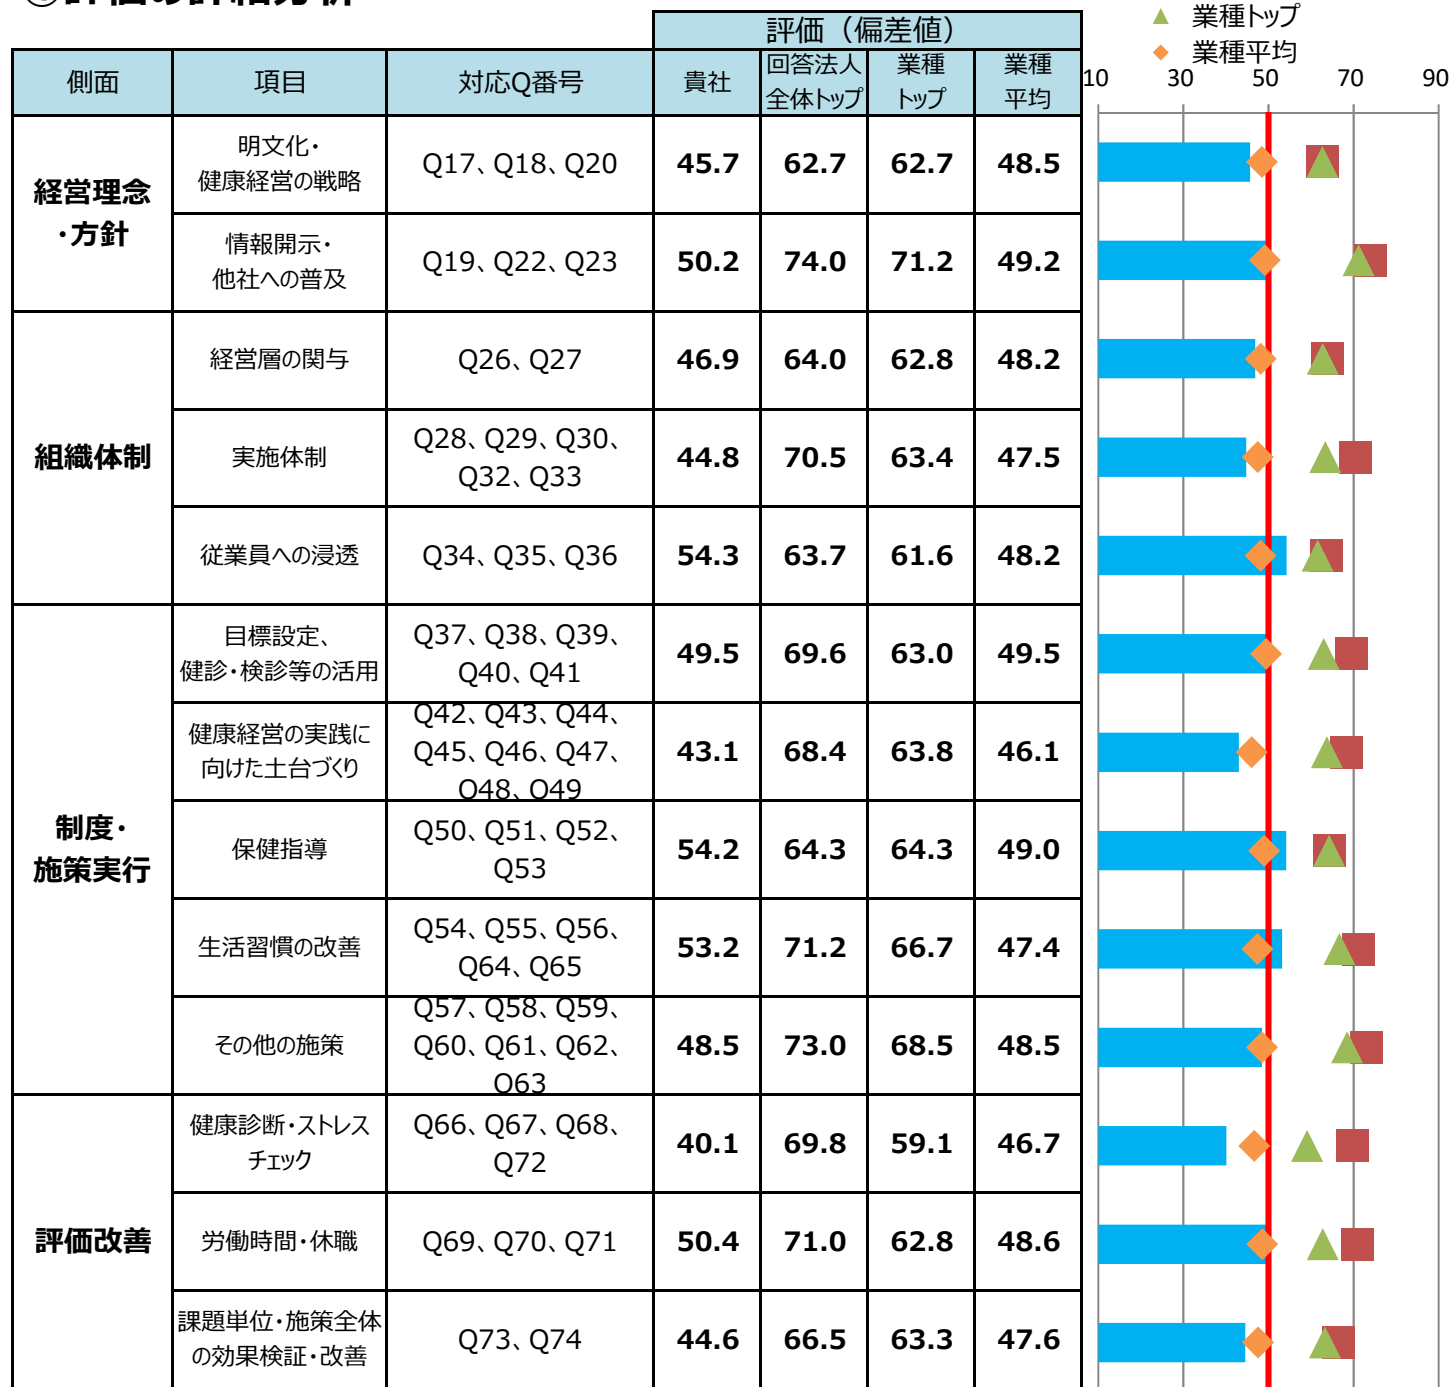 評価（偏差値）
▲ 業種トップ
◆ 業種平均
側面 項目 対応Q番号 貴社 回答法人 業種 業種
全体トップ トップ 平均
10 30 50 70 90
経営理念
・方針
明文化・
健康経営の戦略
Q17、Q18、Q20 45.7 62.7 62.7 48.5
情報開示・
他社への普及
Q19、Q22、Q23 50.2 74.0 71.2 49.2
組織体制
経営層の関与 Q26、Q27 46.9 64.0 62.8 48.2
実施体制
Q28、Q29、Q30、
Q32、Q33
44.8 70.5 63.4 47.5
従業員への浸透 Q34、Q35、Q36 54.3 63.7 61.6 48.2
制度・
施策実行
目標設定、
健診・検診等の活用
Q37、Q38、Q39、
Q40、Q41
49.5 69.6 63.0 49.5
健康経営の実践に
向けた土台づくり
Q42、Q43、Q44、
Q45、Q46、Q47、
Q48、Q49
43.1 68.4 63.8 46.1
保健指導
Q50、Q51、Q52、
Q53
54.2 64.3 64.3 49.0
生活習慣の改善
Q54、Q55、Q56、
Q64、Q65
53.2 71.2 66.7 47.4
その他の施策
Q57、Q58、Q59、
Q60、Q61、Q62、
Q63
48.5 73.0 68.5 48.5
評価改善
健康診断・ストレス
チェック
Q66、Q67、Q68、
Q72
40.1 69.8 59.1 46.7
労働時間・休職 Q69、Q70、Q71 50.4 71.0 62.8 48.6
課題単位・施策全体
の効果検証・改善
Q73、Q74 44.6 66.5 63.3 47.6